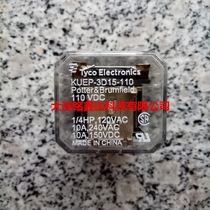 Tyco Electronics
KUEP-3D15-110
Potter&Brumfield
110 VDC
1/4HP,120VAC
10A,240VAC
10A,150VDC
MADE IN CHINA